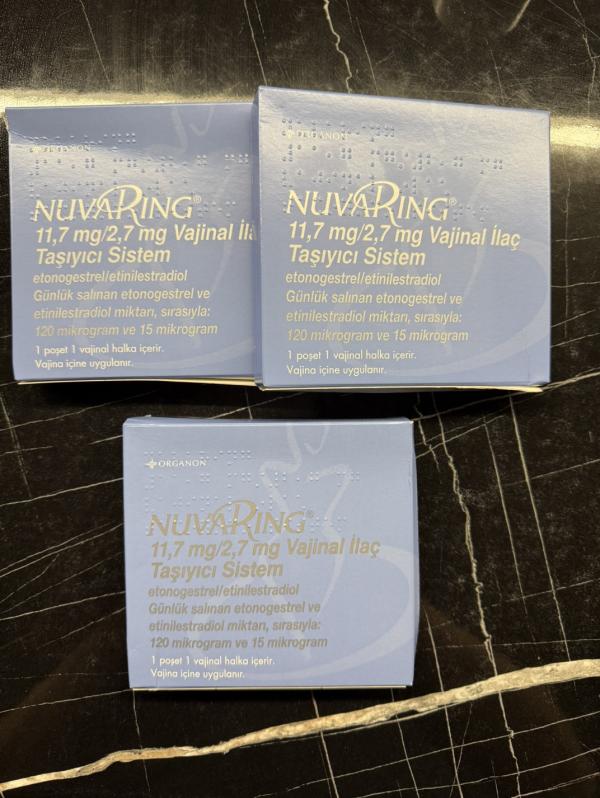 ORGANON
NUVARING®
11,7 mg/2,7 mg Vajinal İla
Taşıyıcı Sistem
etonogestrel/etinilestradiol
Günlük salınan etonogestrel ve
etinilestradiol miktarı, sırasıyla:
120 mikrogram ve 15 mikrogram
1 poşet 1 vajinal halka içerir.
Vajina içine uygulanır.
ORGANON
NUVARING®
11,7 mg/2,7 mg Vajinal İlaç
Taşıyıcı Sistem
etonogestrel/etinilestradiol
Günlük salınan etonogestrel ve
etinilestradiol miktarı, sırasıyla:
120 mikrogram ve 15 mikrogram
1 poşet 1 vajinal halka içerir.
Vajina içine uygulanır.
ORGANON
NUVARING®
11,7 mg/2,7 mg Vajinal İlaç
Taşıyıcı Sistem
etonogestrel/etinilestradiol
Günlük salınan etonogestrel ve
etinilestradiol miktarı, sırasıyla:
120 mikrogram ve 15 mikrogram
1 poşet 1 vajinal halka içerir.
Vajina içine uygulanır.